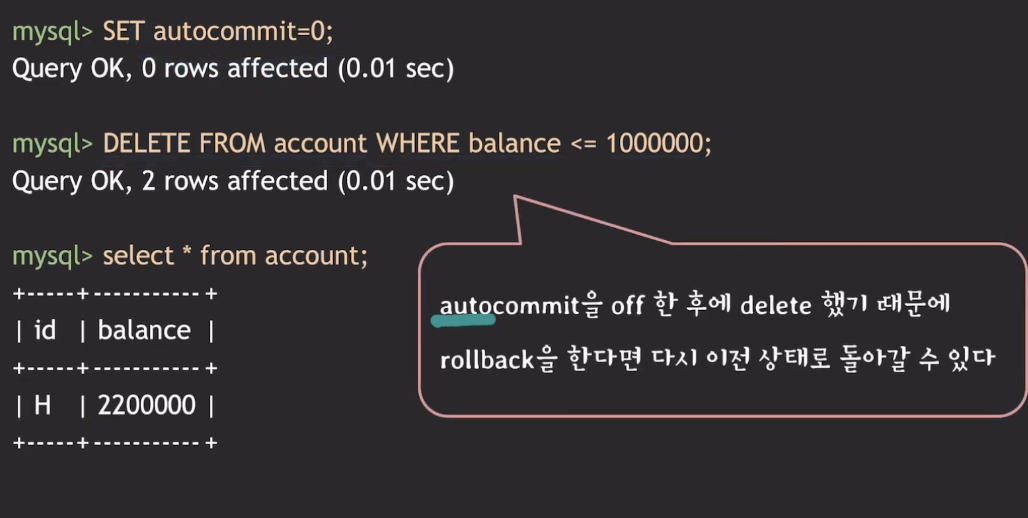 mysql> SET autocommit=0;
Query OK, 0 rows affected (0.01 sec)
mysql> DELETE FROM account WHERE balance <= 1000000;
Query OK, 2 rows affected (0.01 sec)
mysql> select * from account;
+-----+-----------+
| id | balance |
+-----+-----------+
| H | 2200000 |
+-----+-----------+
autocommit을 off 한 후에 delete 했기 때문에
rollback을 한다면 다시 이전 상태로 돌아갈 수 있다